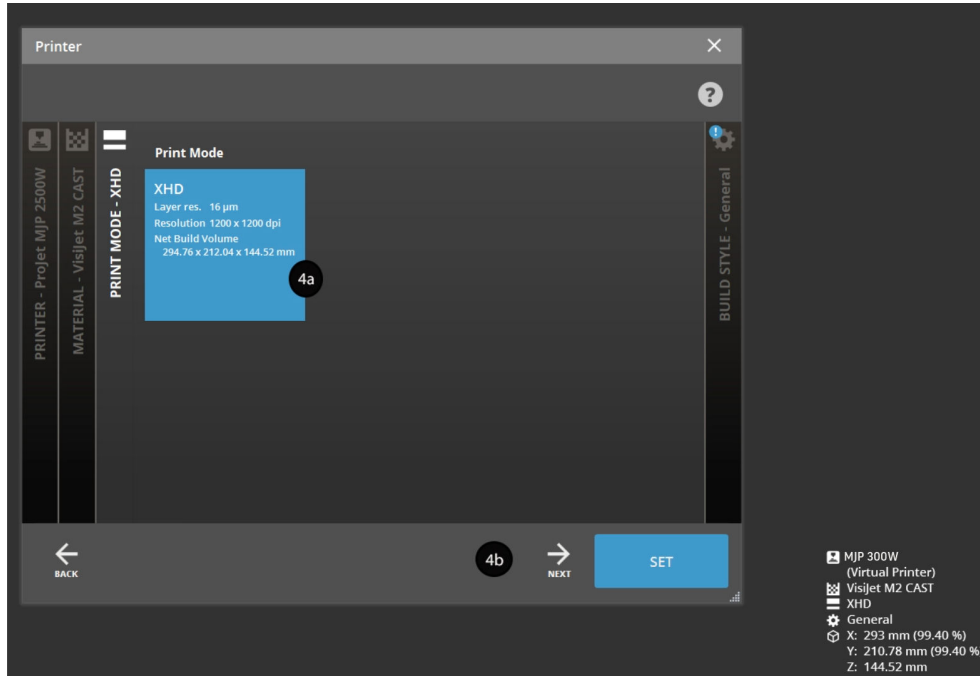 Printer
?
PRINTER - ProJet MJP 2500W
MATERIAL - VisiJet M2 CAST
PRINT MODE - XHD
Print Mode
XHD
Layer res. 16 µm
Resolution 1200 x 1200 dpi
Net Build Volume
294.76 x 212.04 x 144.52 mm
4a
!
BUILD STYLE - General
BACK
4b
NEXT
SET
MJP 300W
(Virtual Printer)
VisiJet M2 CAST
XHD
General
X: 293 mm (99.40 %)
Y: 210.78 mm (99.40 %
Z: 144.52 mm